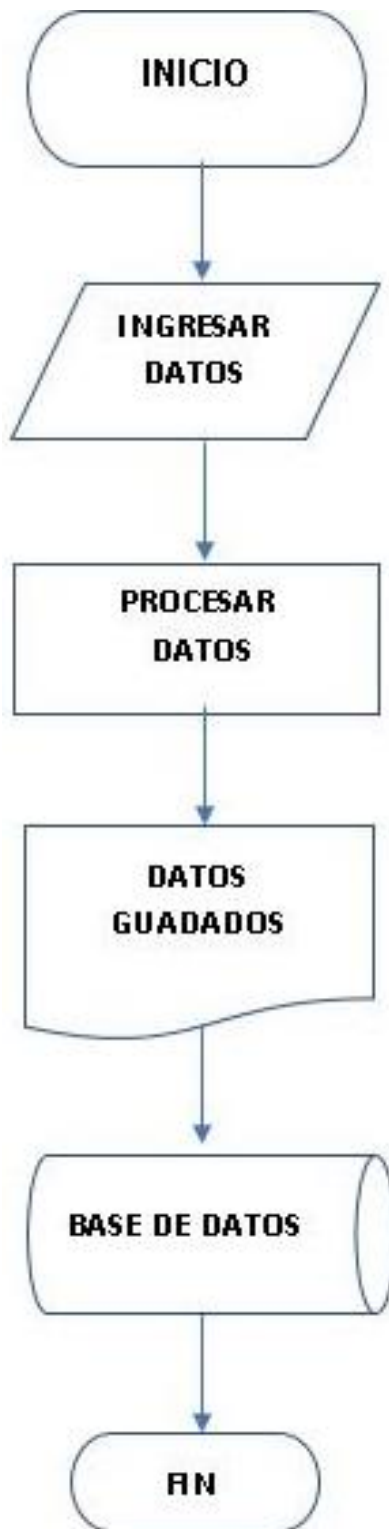 INICIO
INGRESAR
DATOS
PROCESAR
DATOS
DATOS
GUADADOS
BASE DE DATOS
FIN